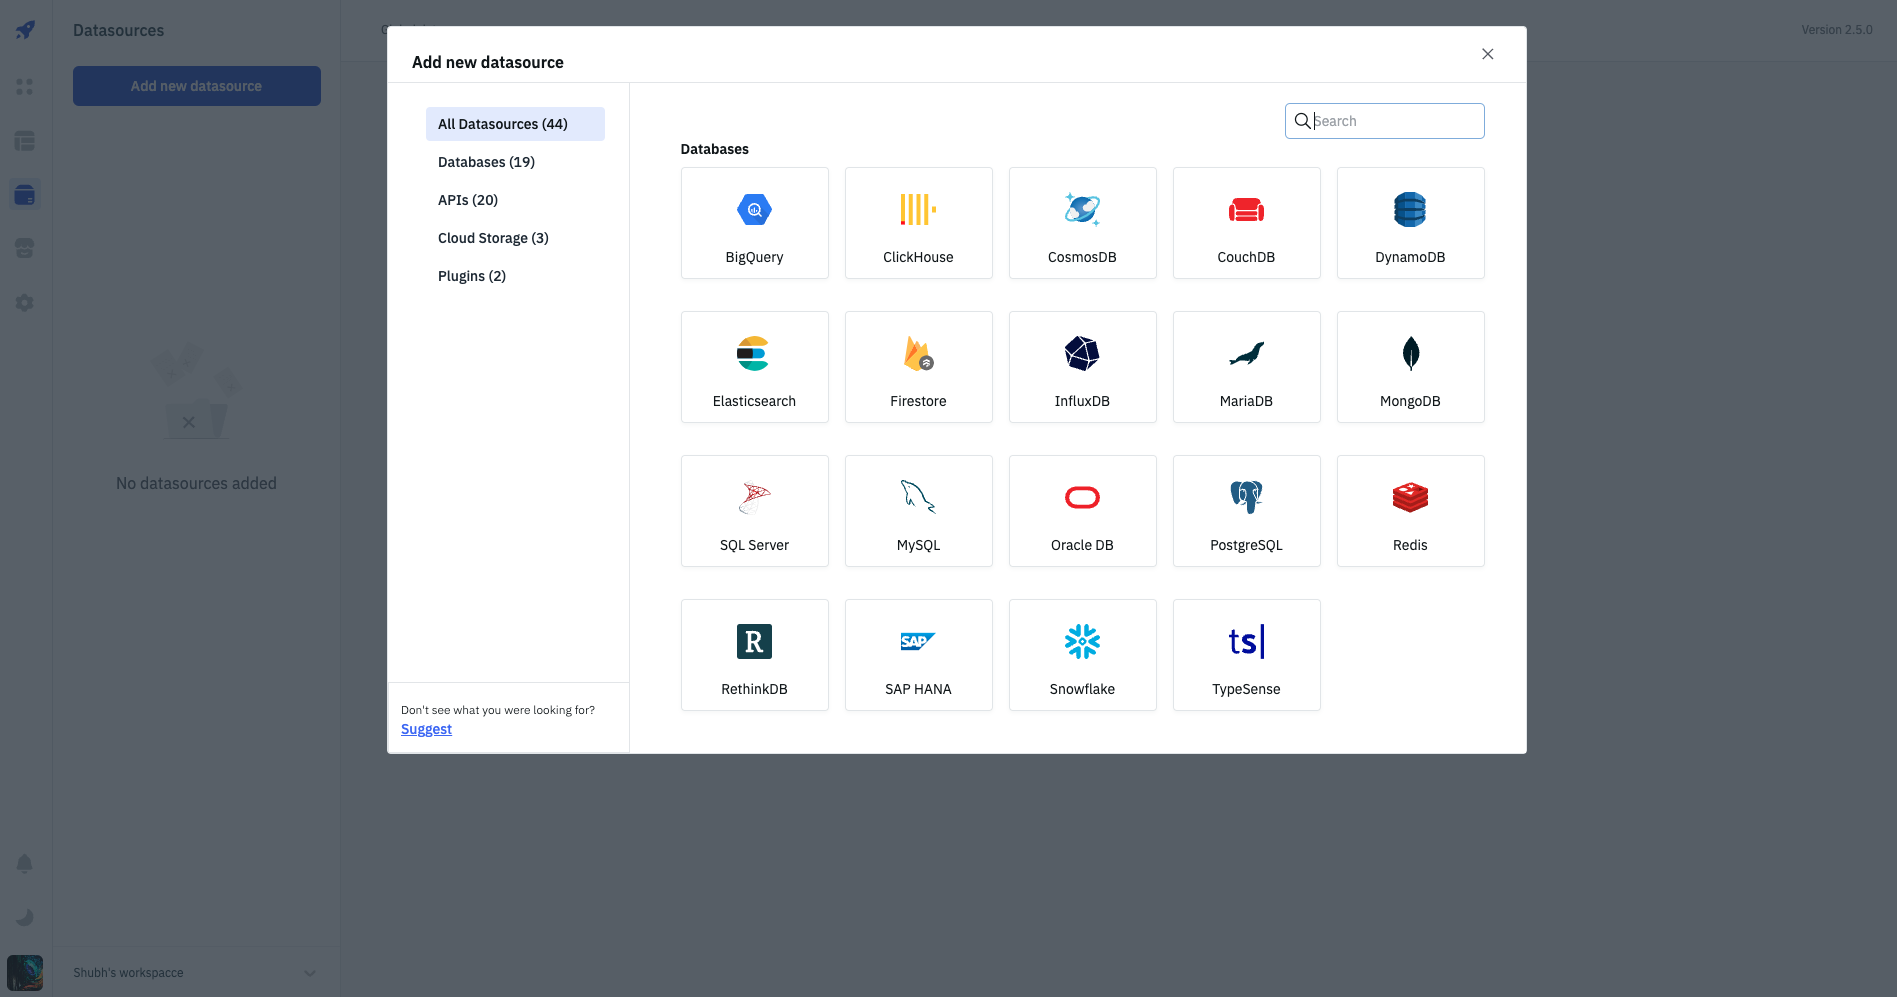 Datasources
Version 2.5.0
Add new datasource
No datasources added
Shubh's workspacce
Add new datasource
All Datasources (44)
Databases (19)
APIs (20)
Cloud Storage (3)
Plugins (2)
Don't see what you were looking for?
Suggest
Search
Databases
BigQuery
ClickHouse
CosmosDB
CouchDB
DynamoDB
Elasticsearch
Firestore
InfluxDB
MariaDB
MongoDB
SQL Server
MySQL
Oracle DB
PostgreSQL
Redis
R
RethinkDB
SAP
SAP HANA
Snowflake
ts|
TypeSense